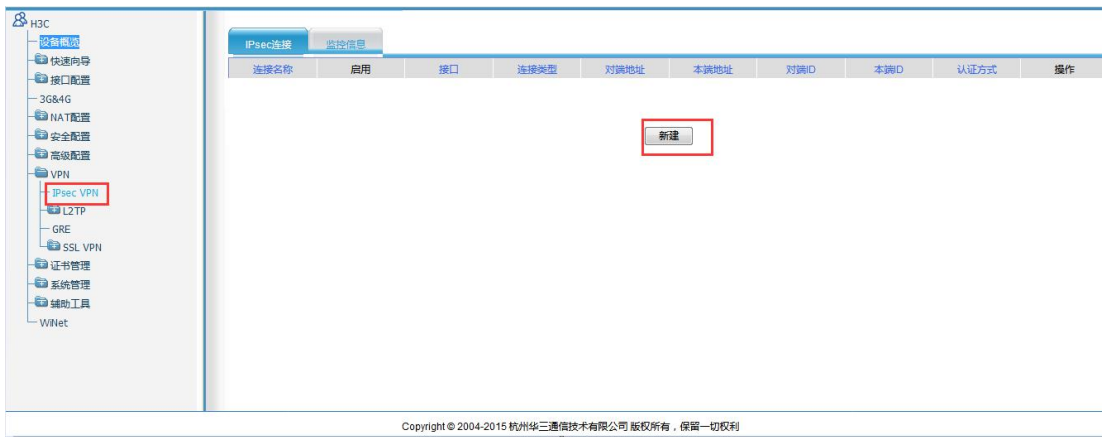 H3C
设备概览
快速向导
接口配置
3G&4G
NAT配置
安全配置
高级配置
VPN
IPsec VPN
L2TP
GRE
SSL VPN
证书管理
系统管理
辅助工具
WiNet
IPsec连接 监控信息
连接名称 启用 接口 连接类型 对端地址 本端地址 对端ID 本端ID 认证方式 操作
新建
Copyright © 2004-2015 杭州华三通信技术有限公司 版权所有，保留一切权利